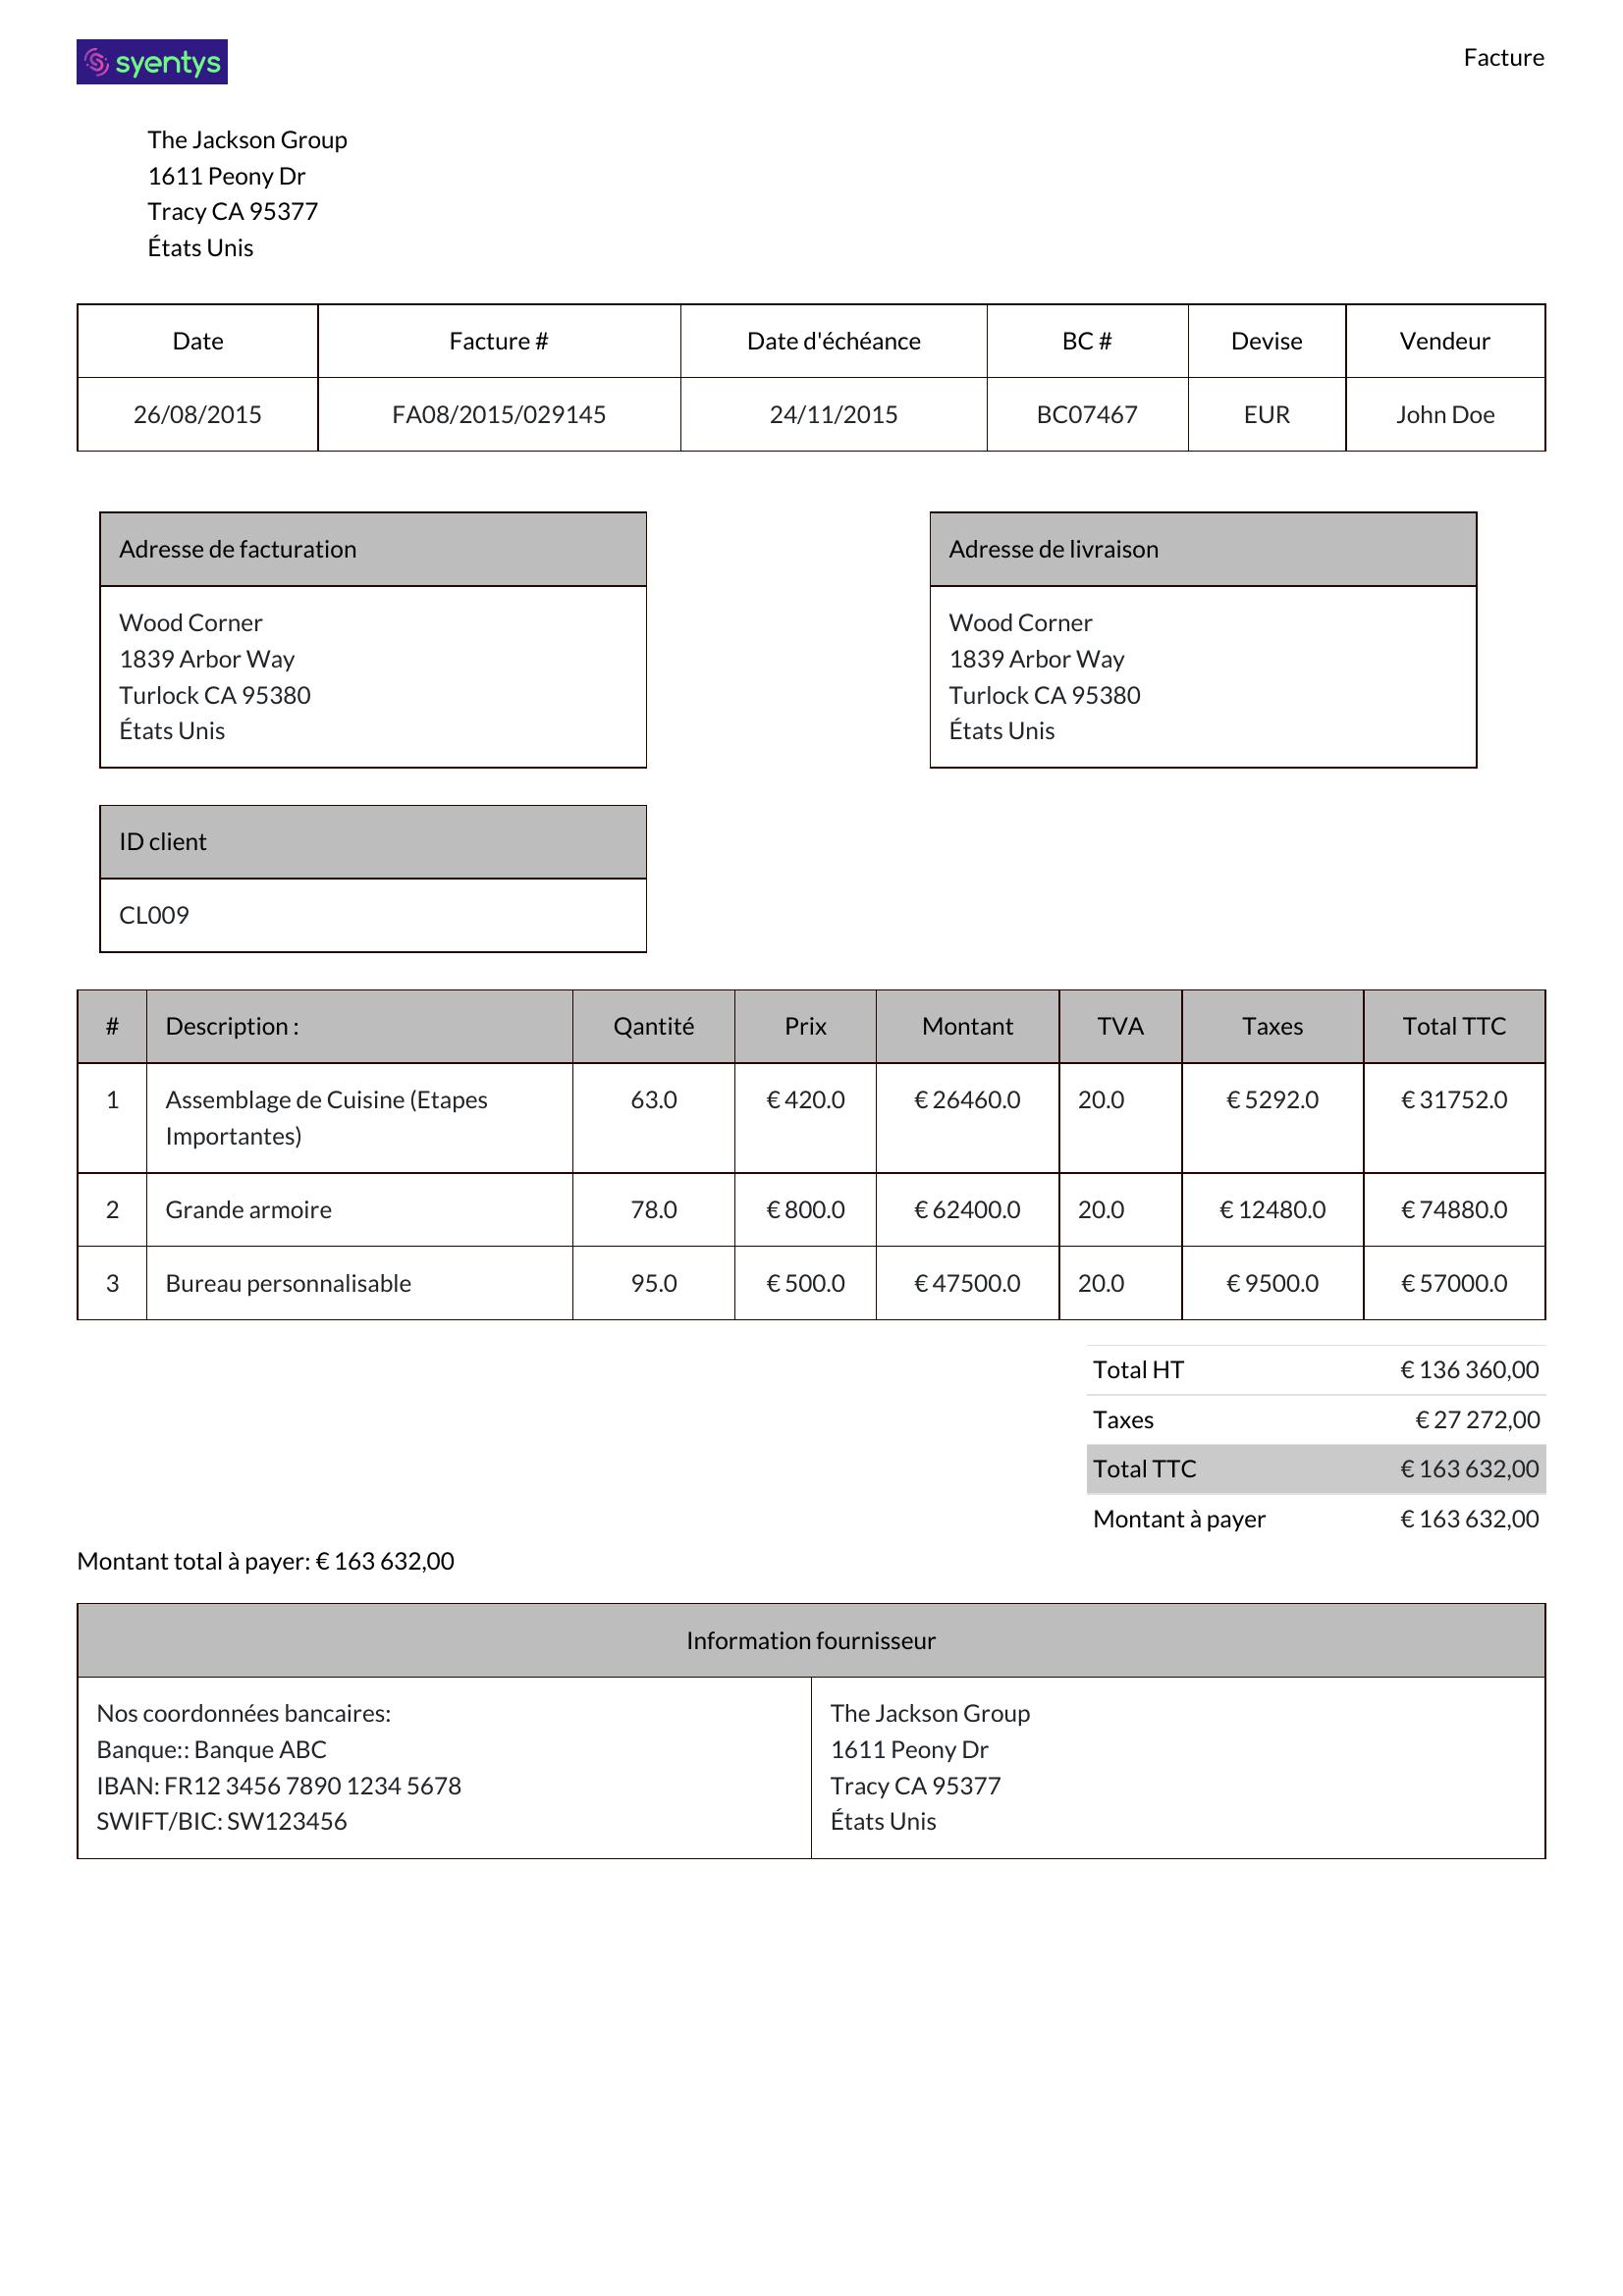 syentys
Facture
The Jackson Group
1611 Peony Dr
Tracy CA 95377
États Unis
Date Facture # Date d'échéance BC # Devise Vendeur
26/08/2015 FA08/2015/029145 24/11/2015 BC07467 EUR John Doe
Adresse de facturation
Wood Corner
1839 Arbor Way
Turlock CA 95380
États Unis
Adresse de livraison
Wood Corner
1839 Arbor Way
Turlock CA 95380
États Unis
ID client
CL009
# Description : Qantité Prix Montant TVA Taxes Total TTC
1 Assemblage de Cuisine (Etapes 63.0 € 420.0 € 26460.0 20.0 € 5292.0 € 31752.0
Importantes)
2 Grande armoire 78.0 € 800.0 € 62400.0 20.0 € 12480.0 € 74880.0
3 Bureau personnalisable 95.0 € 500.0 € 47500.0 20.0 € 9500.0 € 57000.0
Total HT € 136 360,00
Taxes € 27 272,00
Total TTC € 163 632,00
Montant à payer € 163 632,00
Montant total à payer: € 163 632,00
Information fournisseur
Nos coordonnées bancaires:
Banque:: Banque ABC
IBAN: FR12 3456 7890 1234 5678
SWIFT/BIC: SW123456
The Jackson Group
1611 Peony Dr
Tracy CA 95377
États Unis